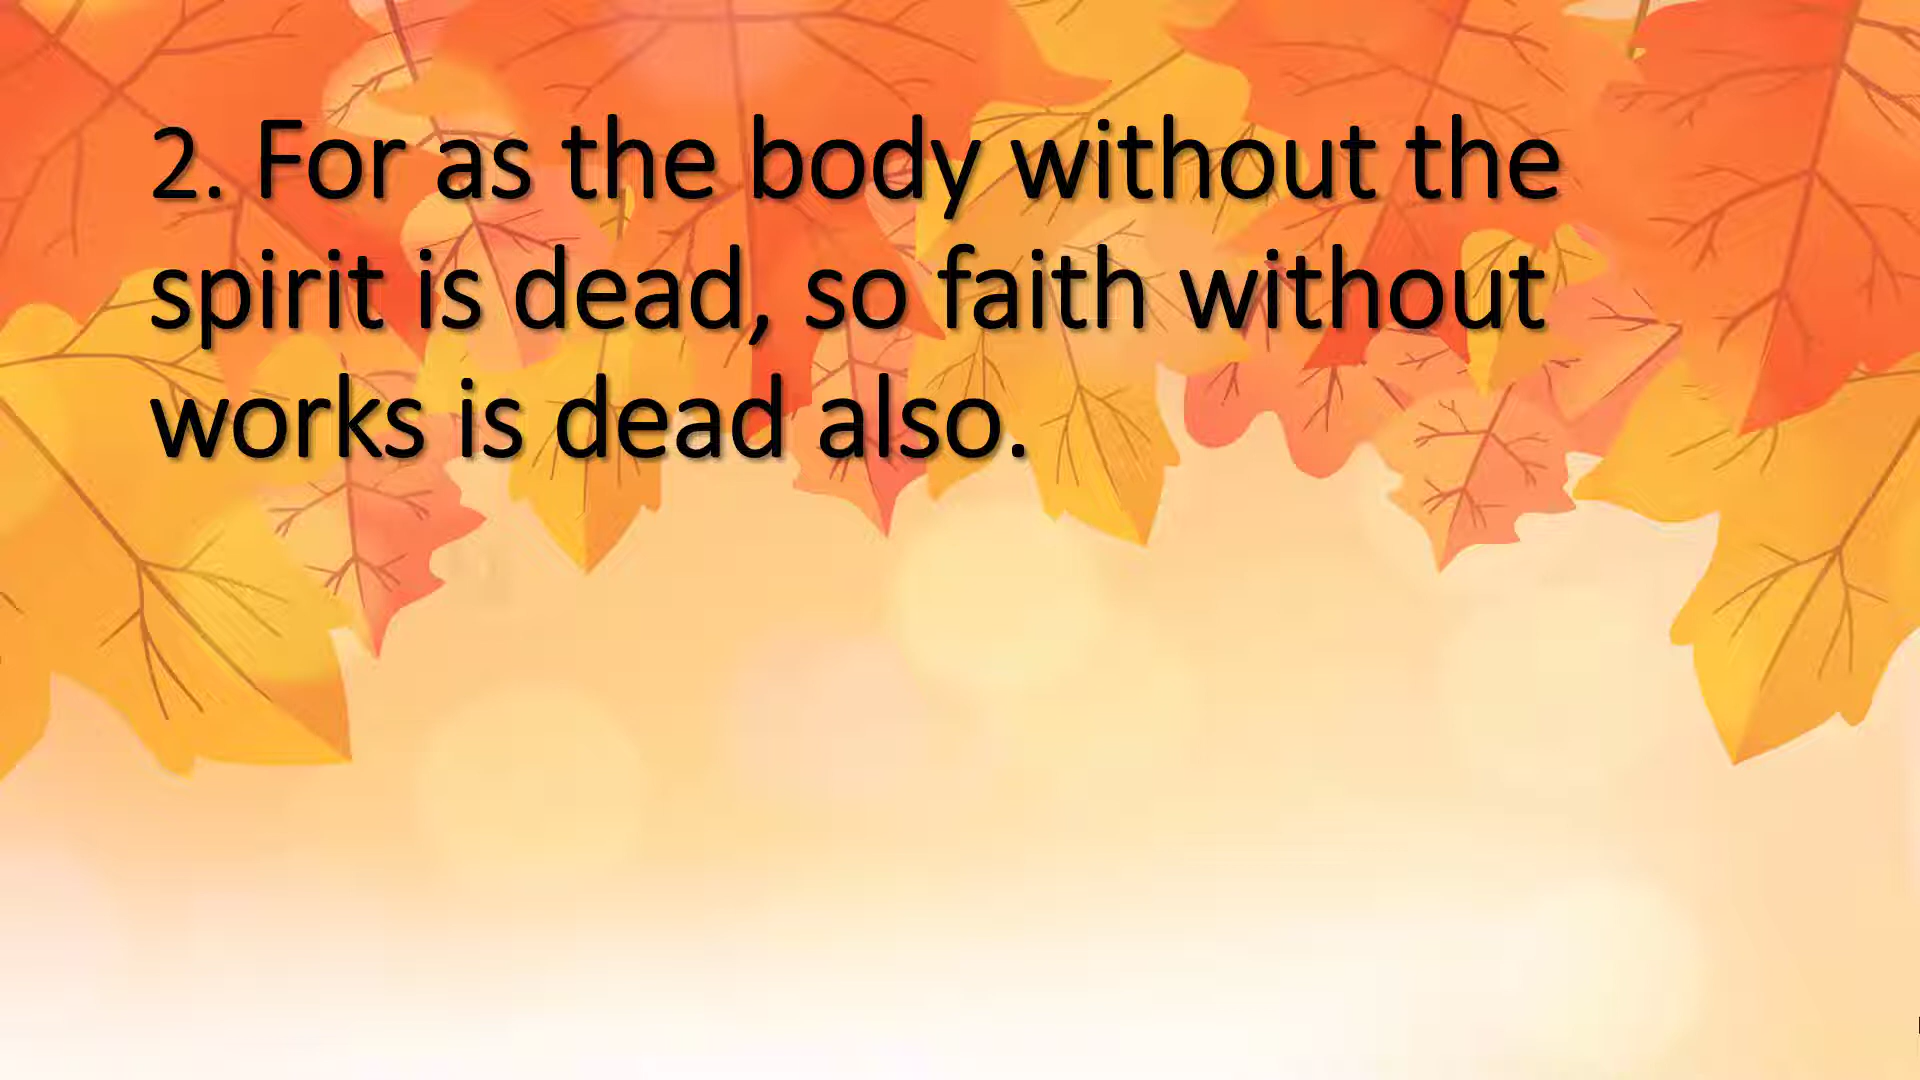 2. For as the body without the
spirit is dead, so faith without
works is dead also.